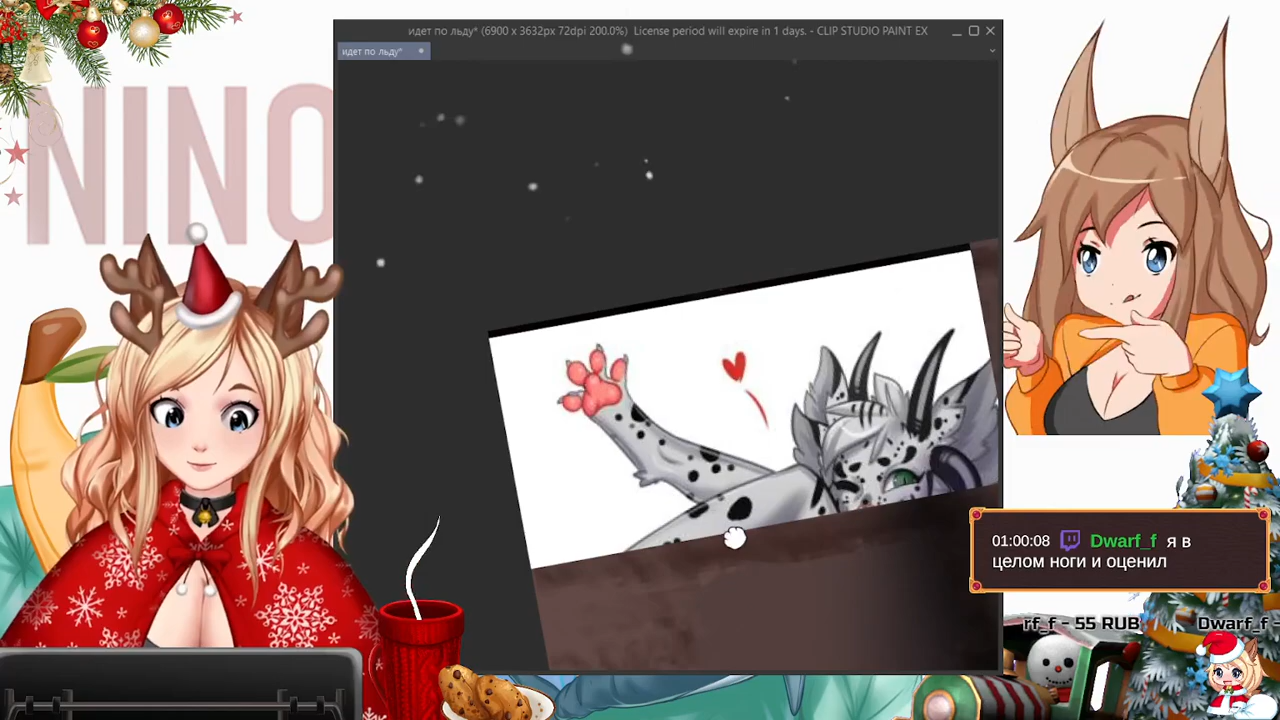 идет по льду* (6900 x 3632px 72dpi 200.0%) License period will expire in 1 days. - CLIP STUDIO PAINT EX
идет по льду*
NINO
01:00:08 Dwarf_f я в
целом ноги и оценил
rf_f - 55 RUB Dwarf_f -